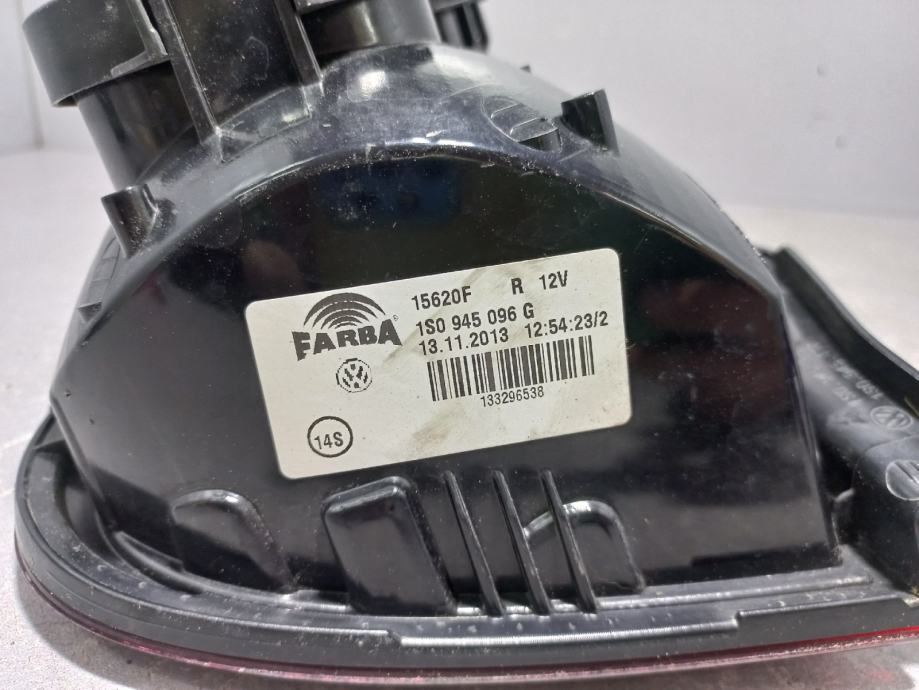 15620F R 12V
FARBA
1S0 945 096 G
13.11.2013 12:54:23/2
133296538
14S